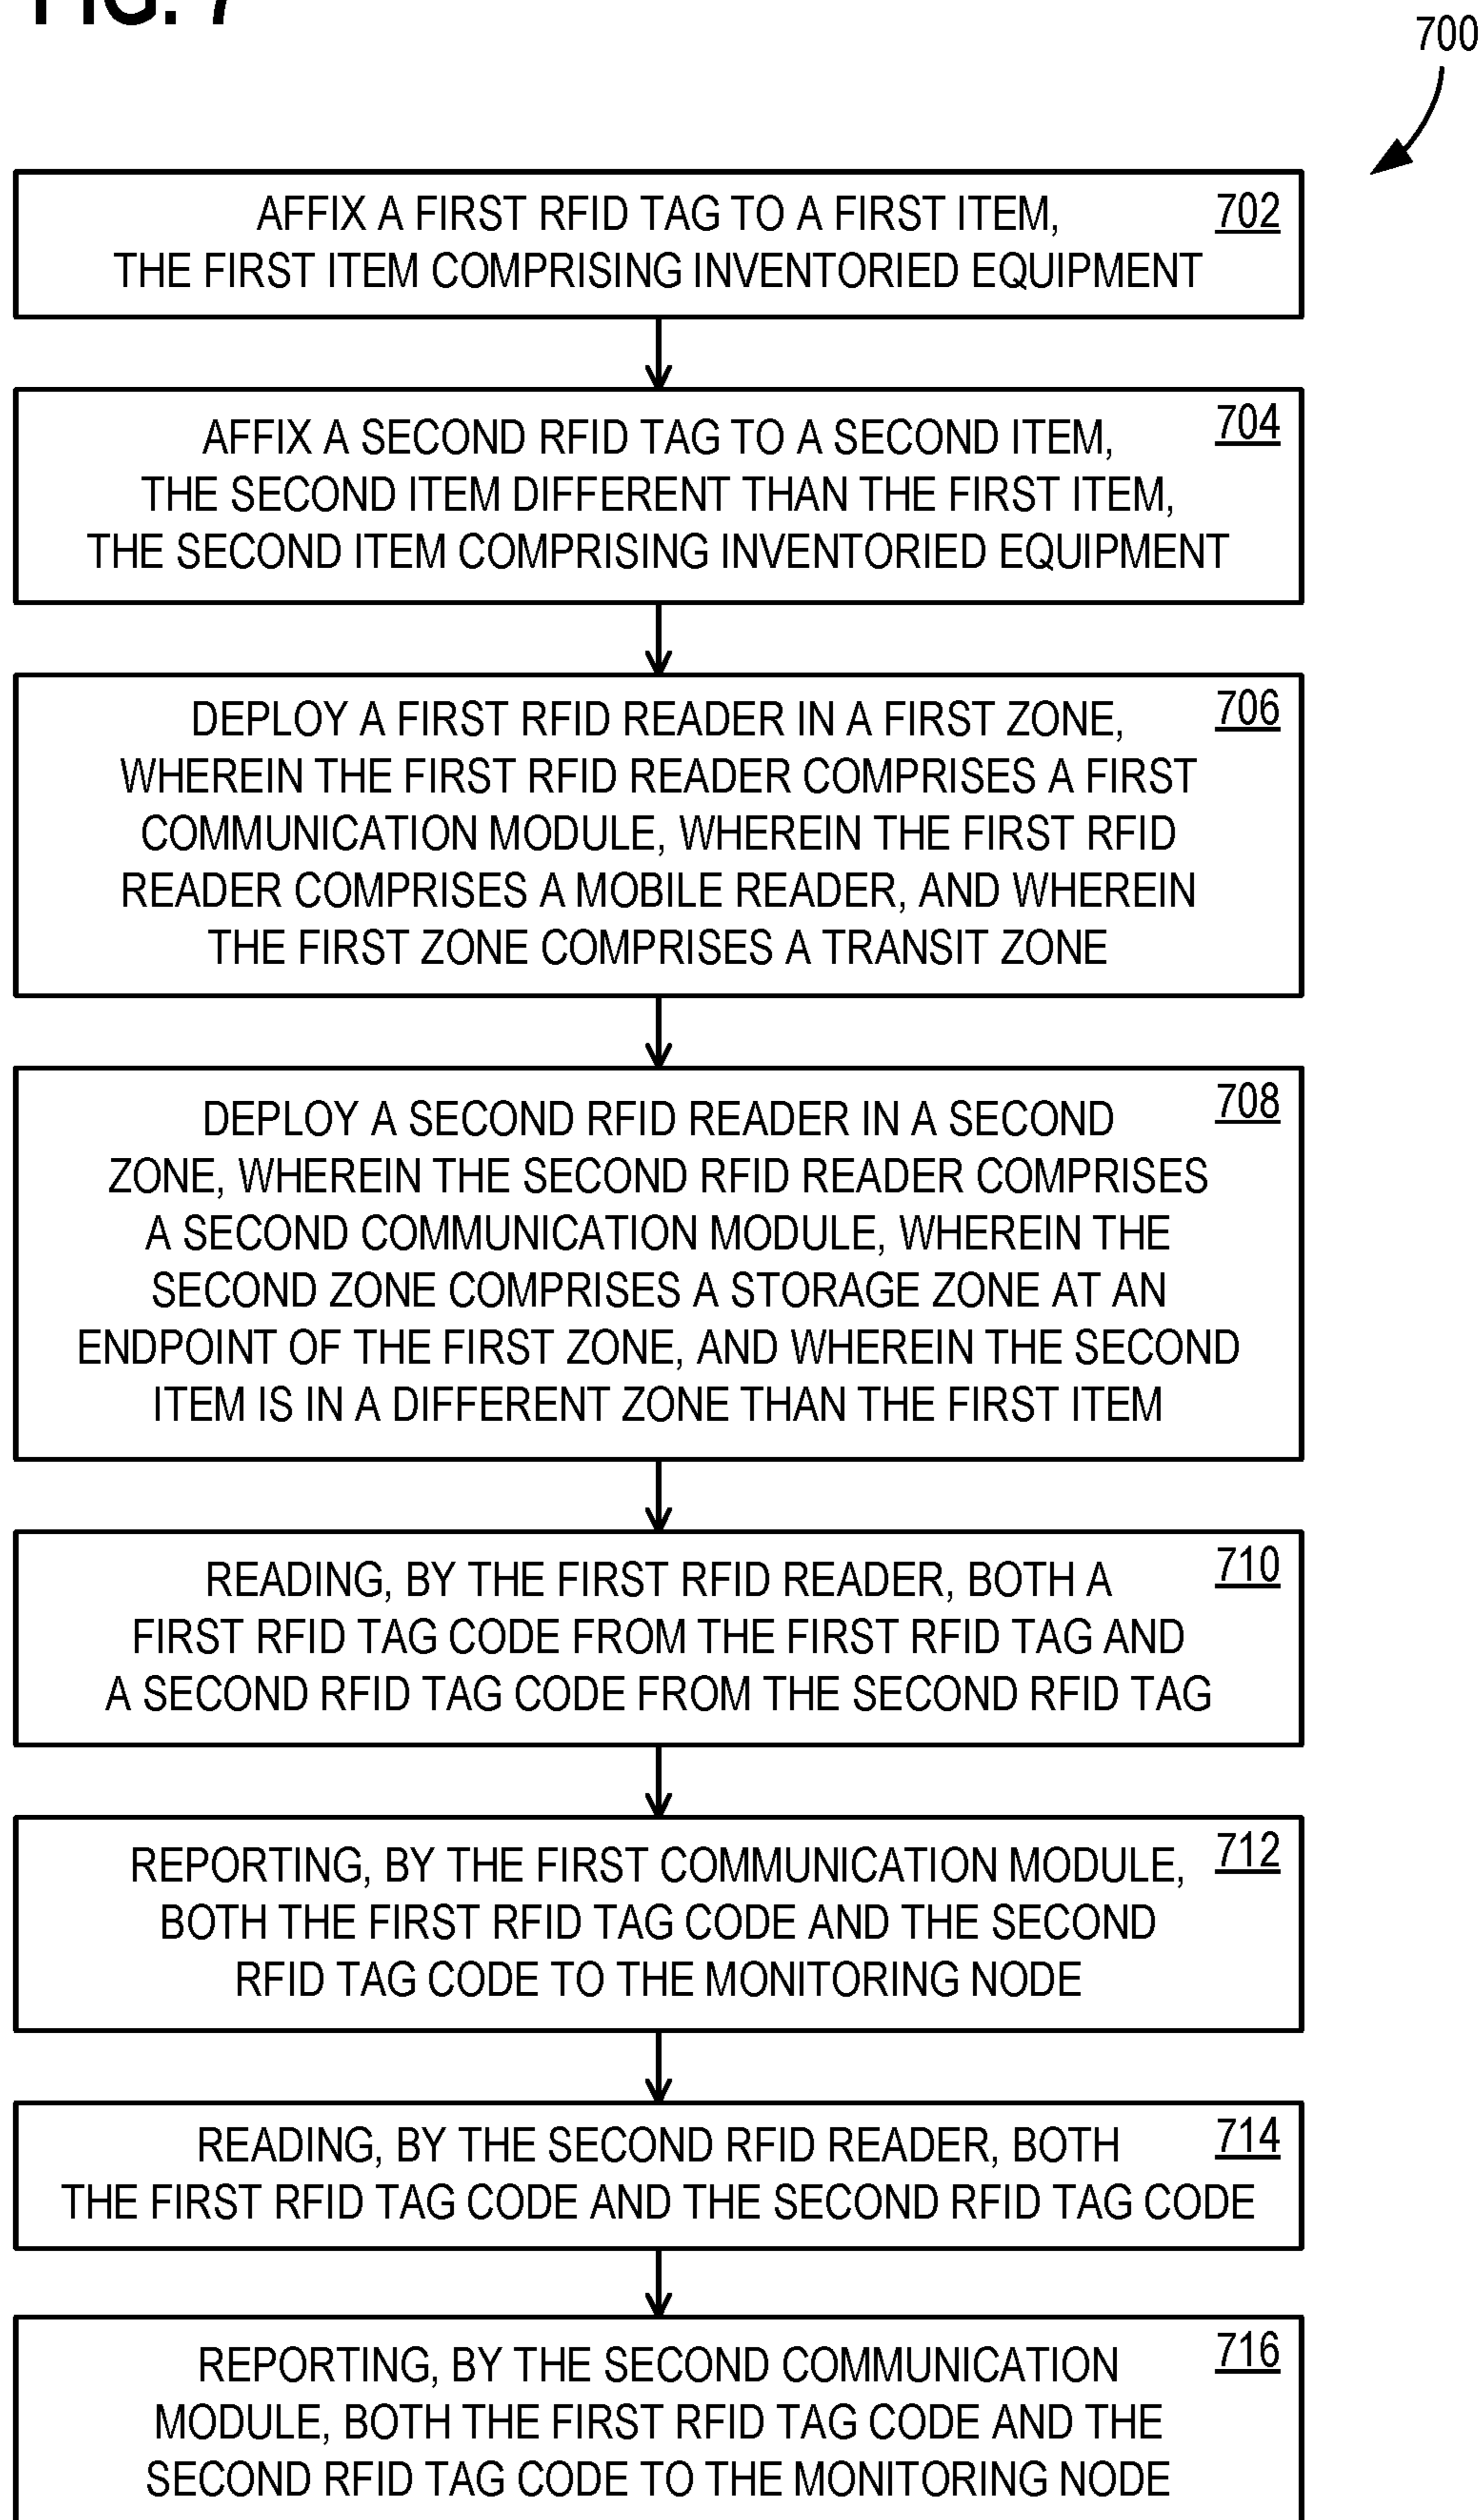 FIG. 7
700
702
AFFIX A FIRST RFID TAG TO A FIRST ITEM,
THE FIRST ITEM COMPRISING INVENTORIED EQUIPMENT
704
AFFIX A SECOND RFID TAG TO A SECOND ITEM,
THE SECOND ITEM DIFFERENT THAN THE FIRST ITEM,
THE SECOND ITEM COMPRISING INVENTORIED EQUIPMENT
706
DEPLOY A FIRST RFID READER IN A FIRST ZONE,
WHEREIN THE FIRST RFID READER COMPRISES A FIRST
COMMUNICATION MODULE, WHEREIN THE FIRST RFID
READER COMPRISES A MOBILE READER, AND WHEREIN
THE FIRST ZONE COMPRISES A TRANSIT ZONE
708
DEPLOY A SECOND RFID READER IN A SECOND
ZONE, WHEREIN THE SECOND RFID READER COMPRISES
A SECOND COMMUNICATION MODULE, WHEREIN THE
SECOND ZONE COMPRISES A STORAGE ZONE AT AN
ENDPOINT OF THE FIRST ZONE, AND WHEREIN THE SECOND
ITEM IS IN A DIFFERENT ZONE THAN THE FIRST ITEM
710
READING, BY THE FIRST RFID READER, BOTH A
FIRST RFID TAG CODE FROM THE FIRST RFID TAG AND
A SECOND RFID TAG CODE FROM THE SECOND RFID TAG
712
REPORTING, BY THE FIRST COMMUNICATION MODULE,
BOTH THE FIRST RFID TAG CODE AND THE SECOND
RFID TAG CODE TO THE MONITORING NODE
714
READING, BY THE SECOND RFID READER, BOTH
THE FIRST RFID TAG CODE AND THE SECOND RFID TAG CODE
716
REPORTING, BY THE SECOND COMMUNICATION
MODULE, BOTH THE FIRST RFID TAG CODE AND THE
SECOND RFID TAG CODE TO THE MONITORING NODE